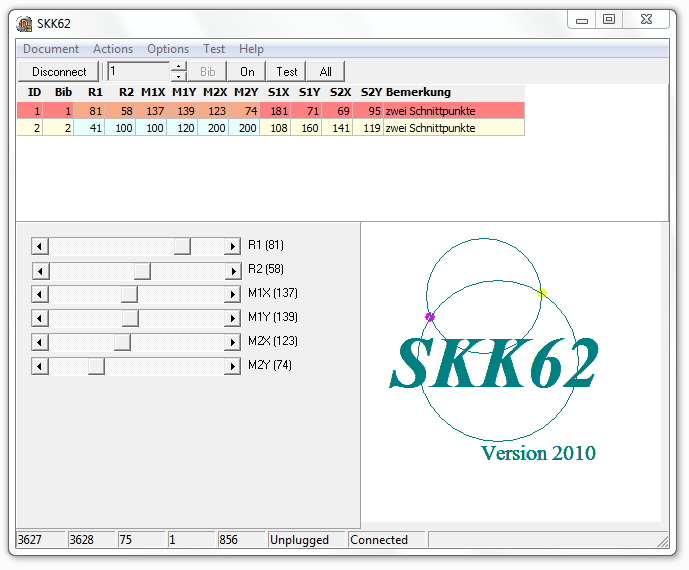 SKK62
Document Actions Options Test Help
Disconnect 1 Bib On Test All
ID Bib R1 R2 M1X M1Y M2X M2Y S1X S1Y S2X S2Y Bemerkung
1 1 81 58 137 139 123 74 181 71 69 95 zwei Schnittpunkte
2 2 41 100 100 120 200 200 108 160 141 119 zwei Schnittpunkte
R1 (81)
R2 (58)
M1X (137)
M1Y (139)
M2X (123)
M2Y (74)
SKK62
Version 2010
3627 3628 75 1 856 Unplugged Connected